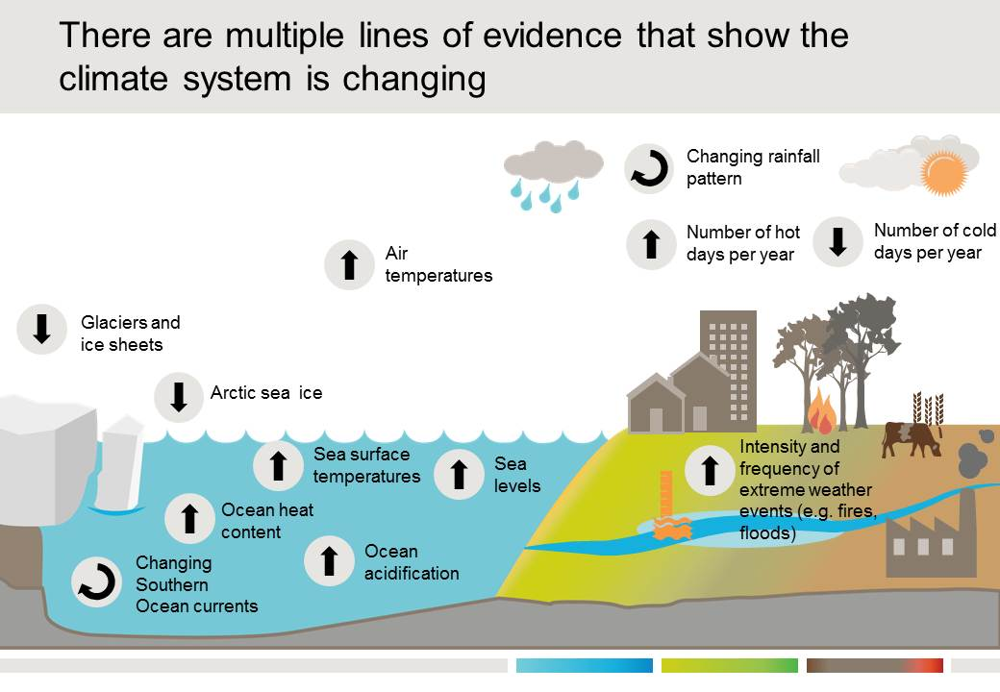 There are multiple lines of evidence that show the
climate system is changing
Changing rainfall
pattern
Number of hot
days per year
Number of cold
days per year
Air
temperatures
Glaciers and
ice sheets
Arctic sea ice
Sea surface
temperatures
Sea
levels
Intensity and
frequency of
extreme weather
events (e.g. fires,
floods)
Ocean heat
content
Ocean
acidification
Changing
Southern
Ocean currents